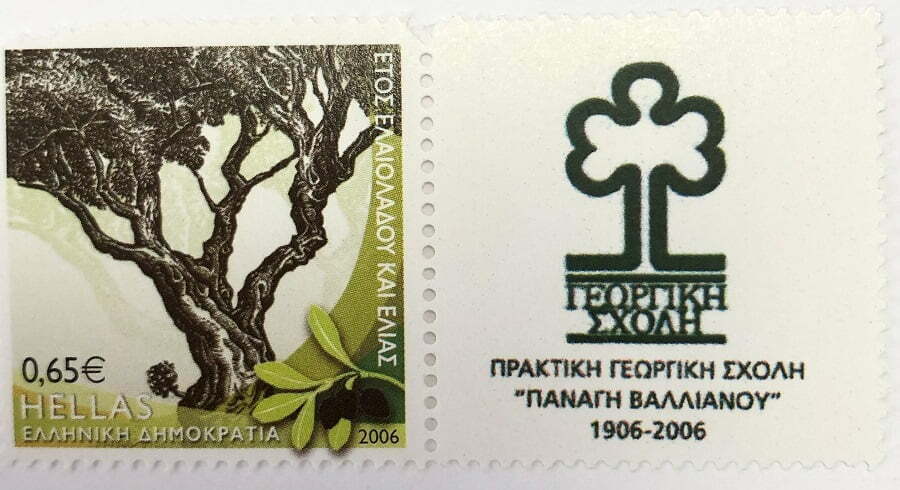 ΕΤΟΣ ΕΛΑΙΟΛΑΔΟΥ ΚΑΙ ΕΛΙΑΣ
0,65€
HELLAS
ΕΛΛΗΝΙΚΗ ΔΗΜΟΚΡΑΤΙΑ
2006
ΓΕΩΡΓΙΚΗ
ΣΧΟΛΗ
ΠΡΑΚΤΙΚΗ ΓΕΩΡΓΙΚΗ ΣΧΟΛΗ
"ΠΑΝΑΓΗ ΒΑΛΛΙΑΝΟΥ"
1906-2006